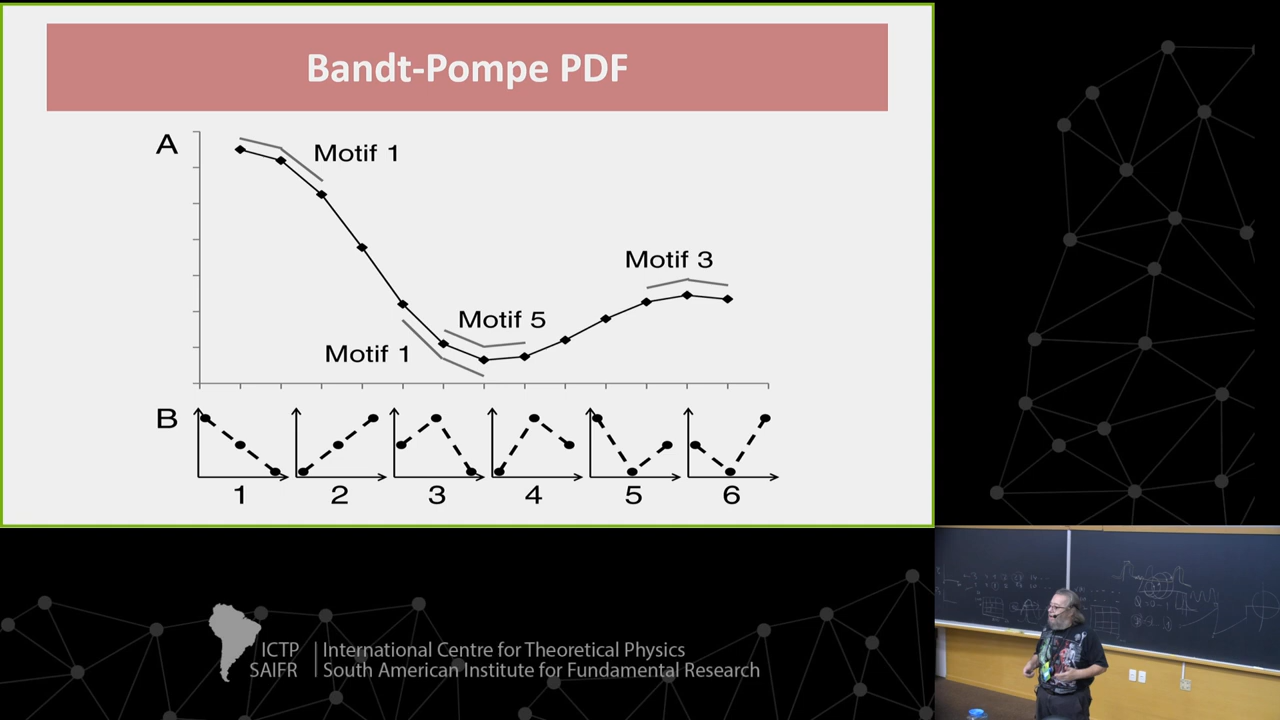 Bandt-Pompe PDF
A
Motif 1
Motif 3
Motif 5
Motif 1
B
1 2 3 4 5 6
ICTP
SAIFR
International Centre for Theoretical Physics
South American Institute for Fundamental Research